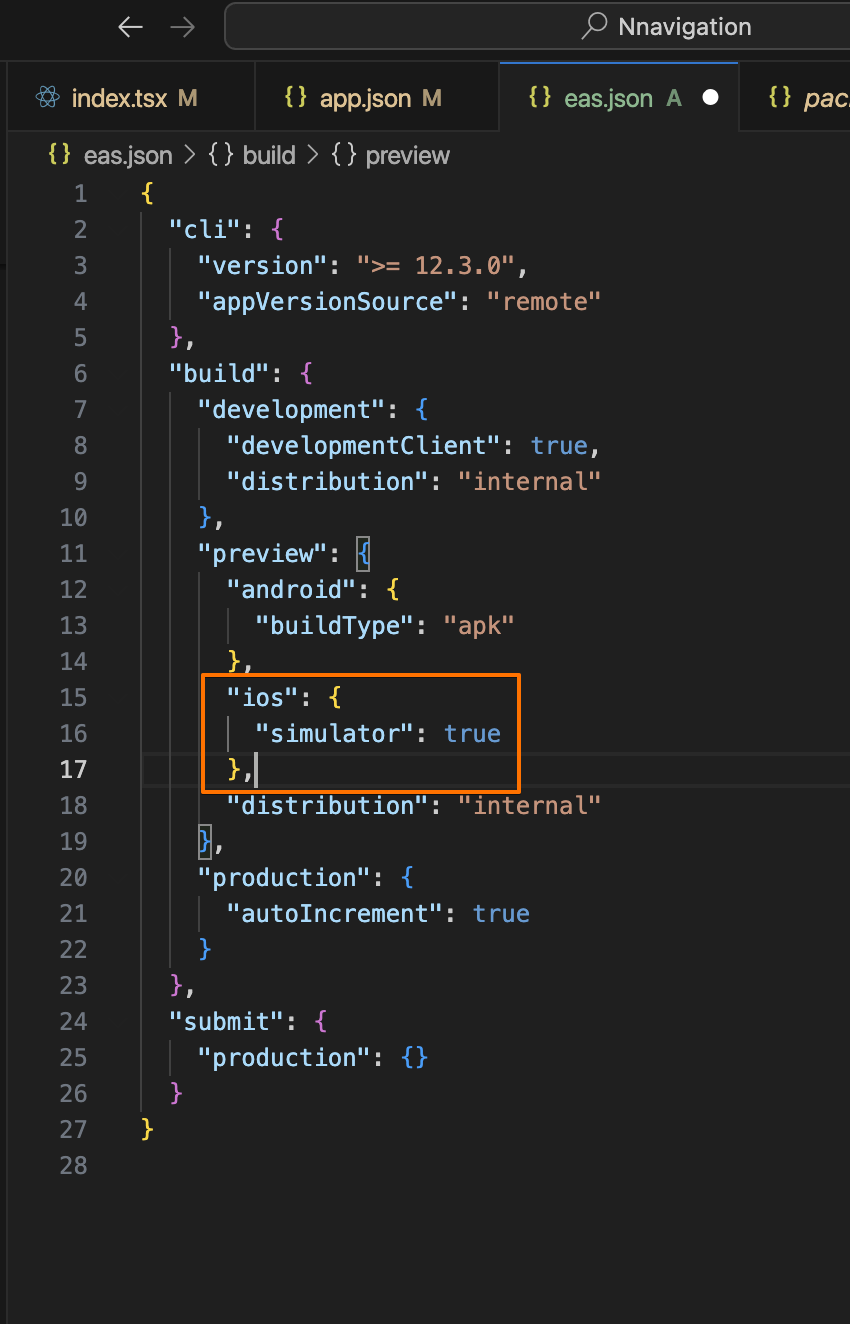 ← → Nnavigation
index.tsx M {} app.json M {} eas.json A ● {} pac
{} eas.json > {} build > {} preview
1 {
2 "cli": {
3 "version": ">= 12.3.0",
4 "appVersionSource": "remote"
5 },
6 "build": {
7 "development": {
8 "developmentClient": true,
9 "distribution": "internal"
10 },
11 "preview": {
12 "android": {
13 "buildType": "apk"
14 },
15 "ios": {
16 "simulator": true
17 },
18 "distribution": "internal"
19 },
20 "production": {
21 "autoIncrement": true
22 }
23 },
24 "submit": {
25 "production": {}
26 }
27 }
28